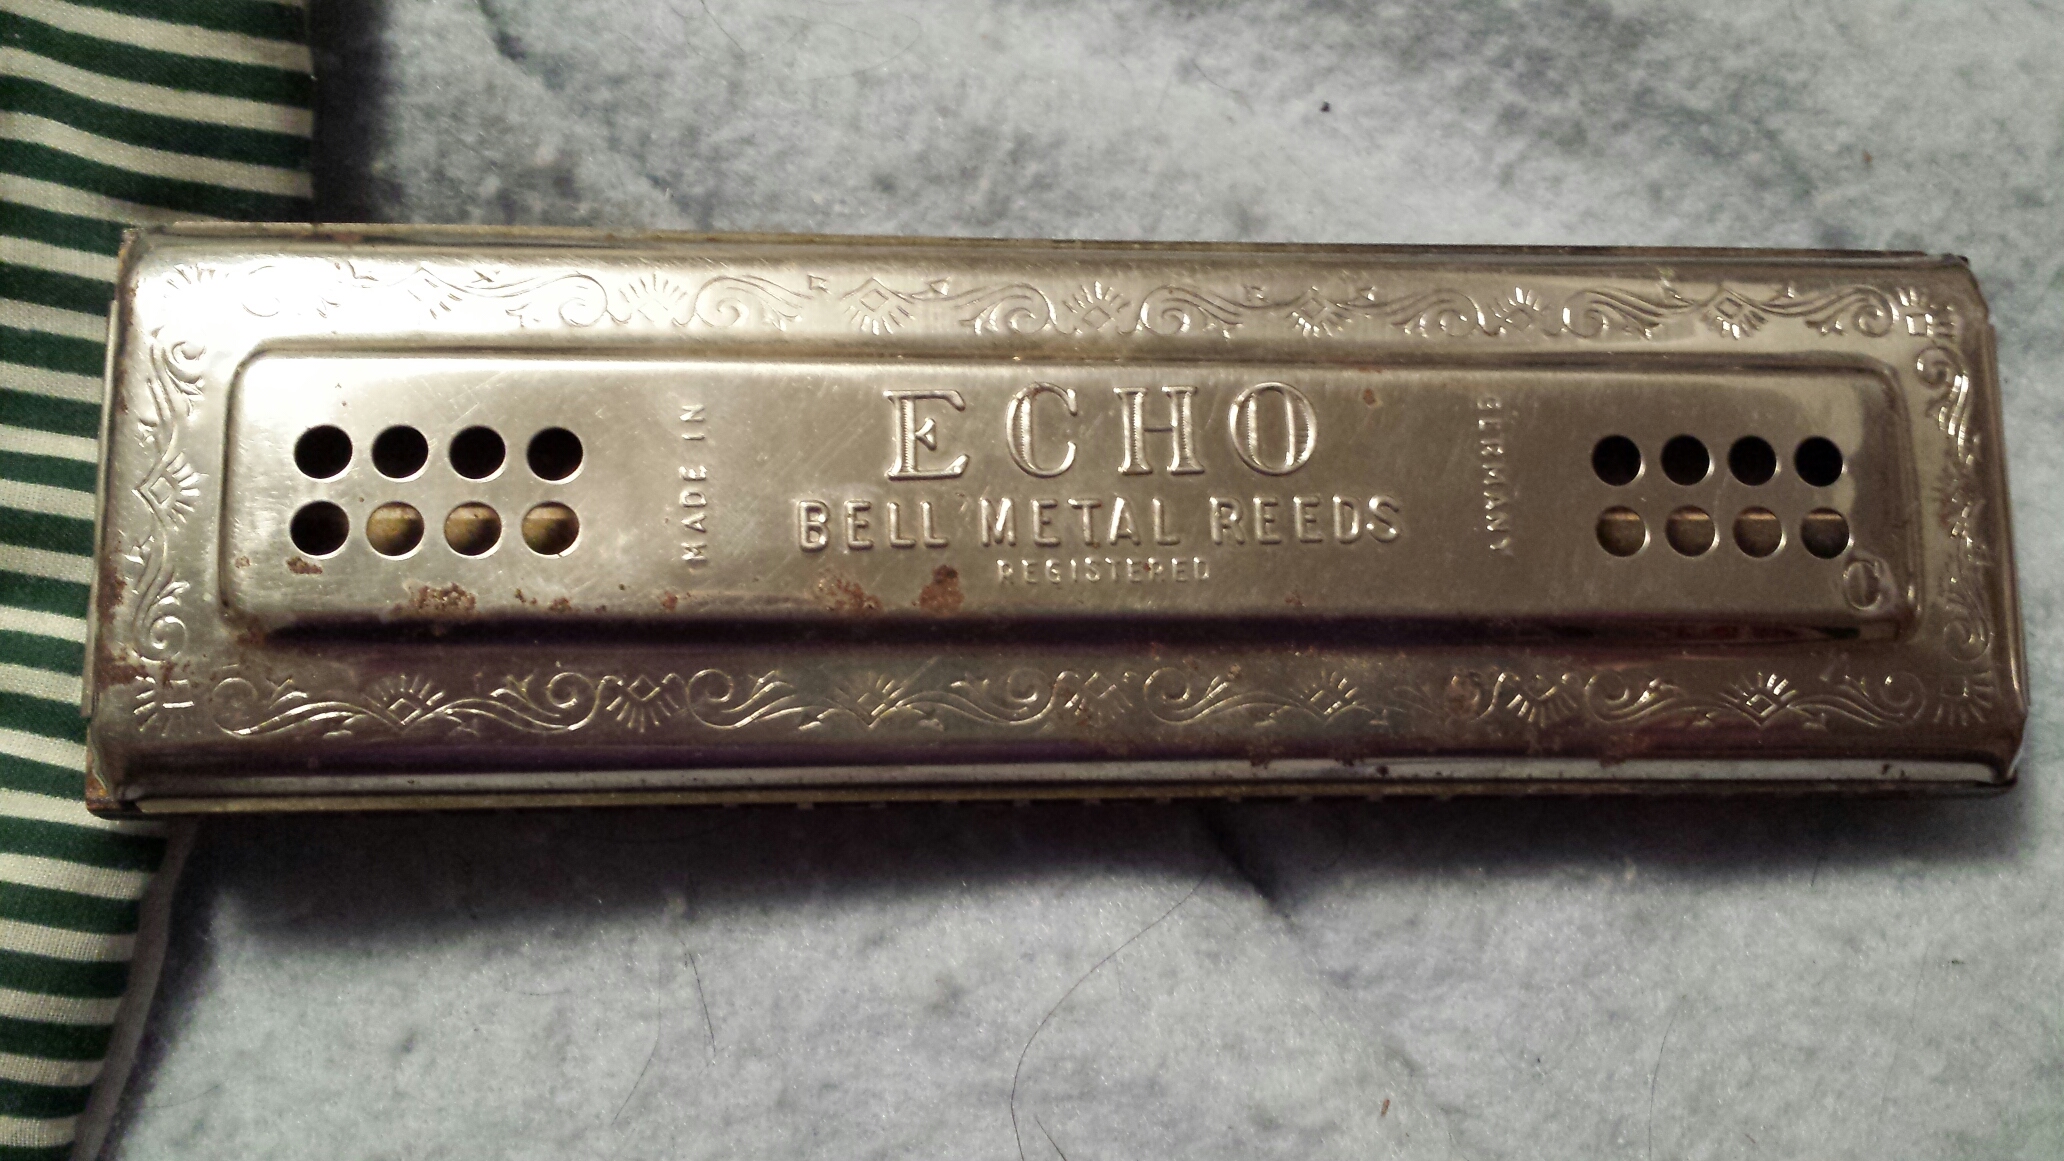 MADE IN
ECHO
BELL METAL REEDS
REGISTERED
GERMANY
C